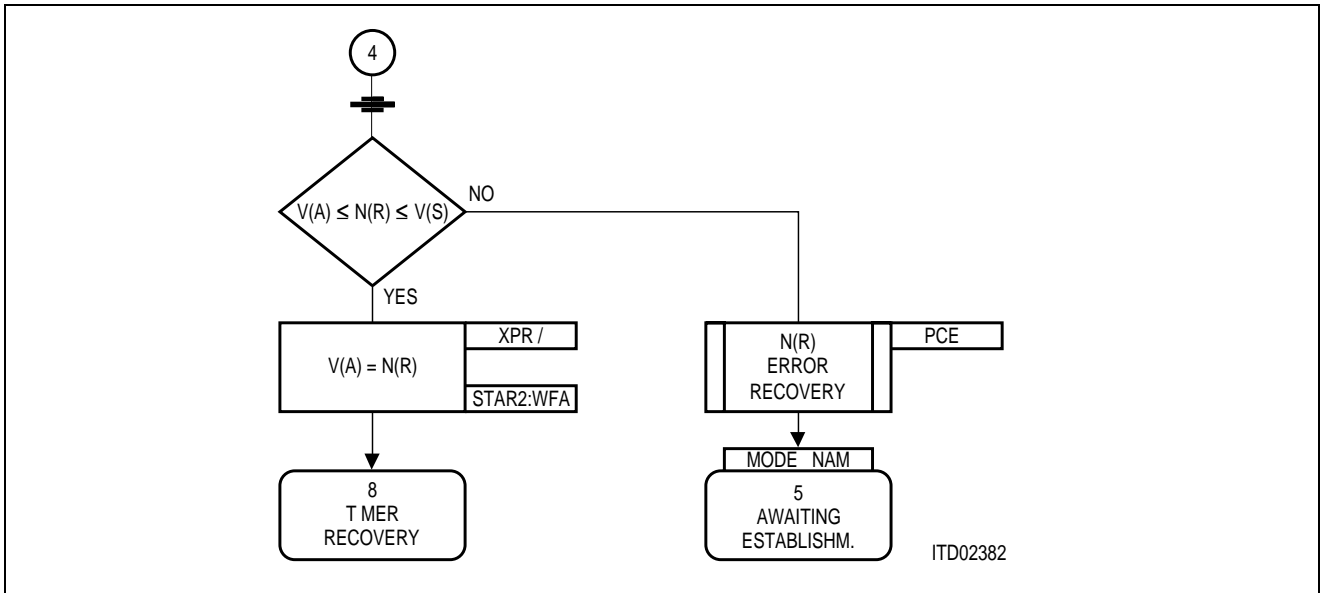 4
V(A) ≤ N(R) ≤ V(S)
NO
YES
V(A) = N(R)
XPR /
STAR2:WFA
N(R)
ERROR
RECOVERY
PCE
MODE NAM
8
T MER
RECOVERY
5
AWAITING
ESTABLISHM.
ITD02382